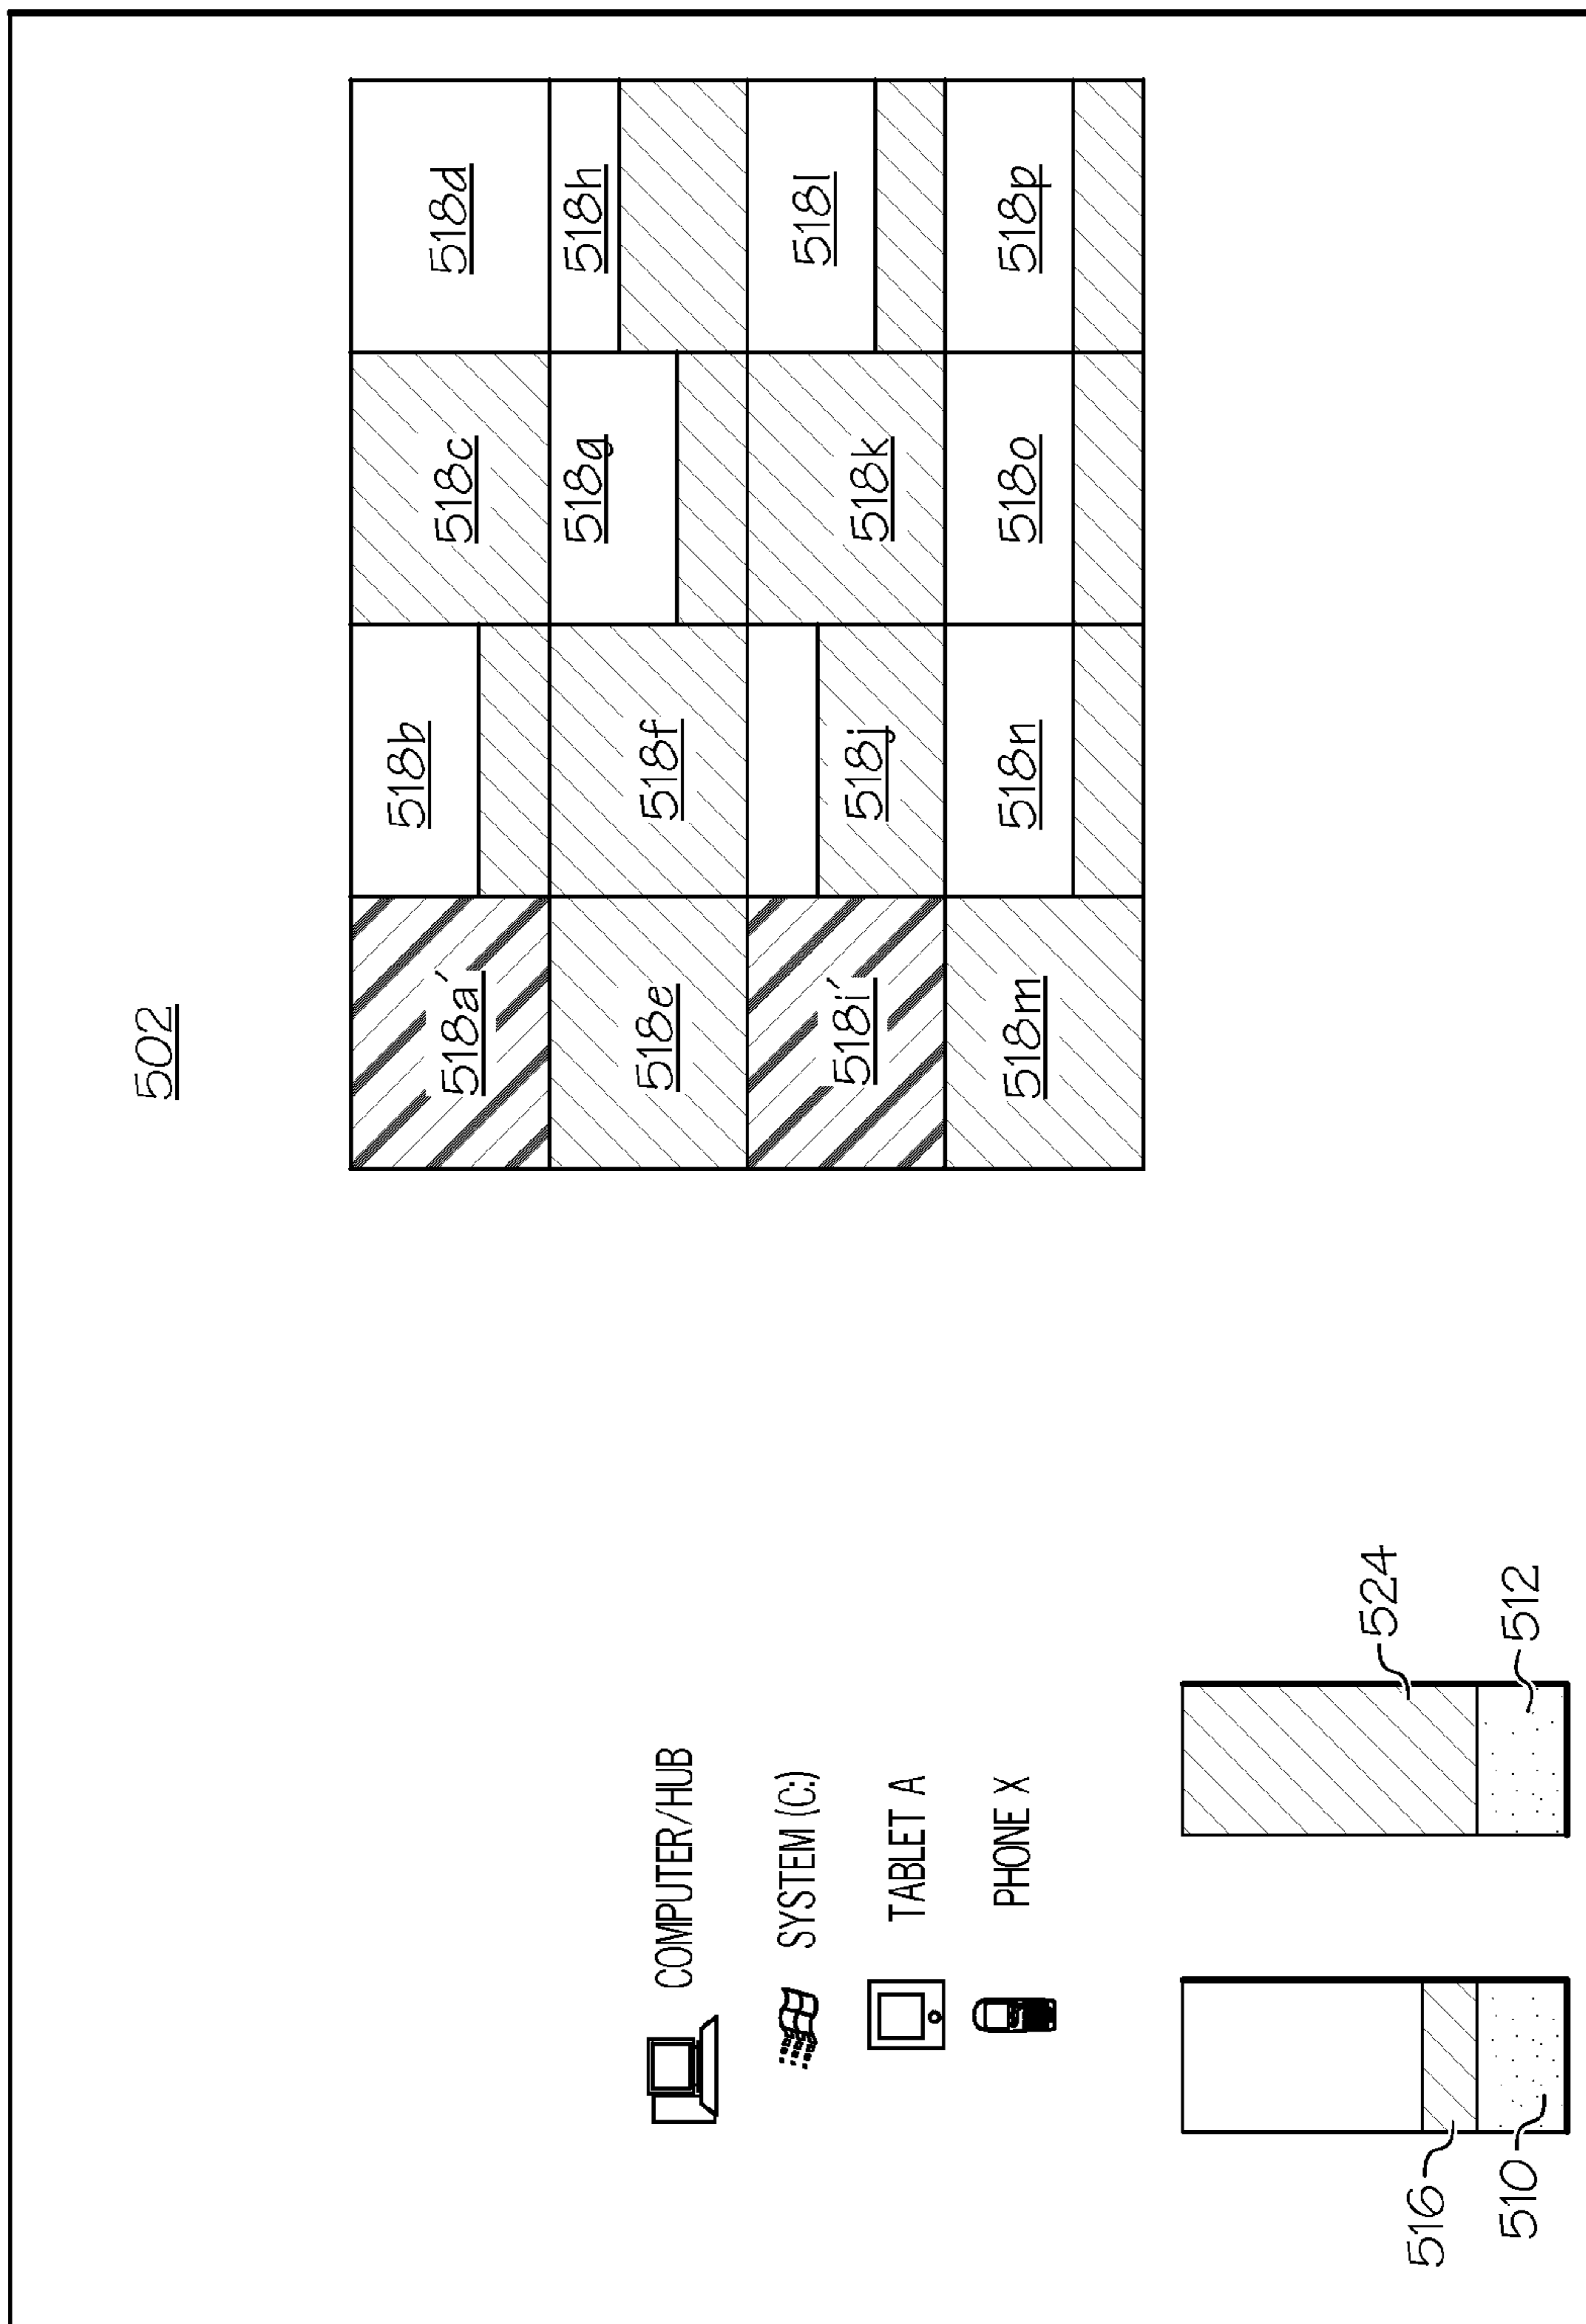 502
COMPUTER/HUB
SYSTEM (C:)
TABLET A
PHONE X
518a´ 518b 518c 518d
518e 518f 518g 518h
518i´ 518j 518k 518l
518m 518n 518o 518p
516 524
510 512